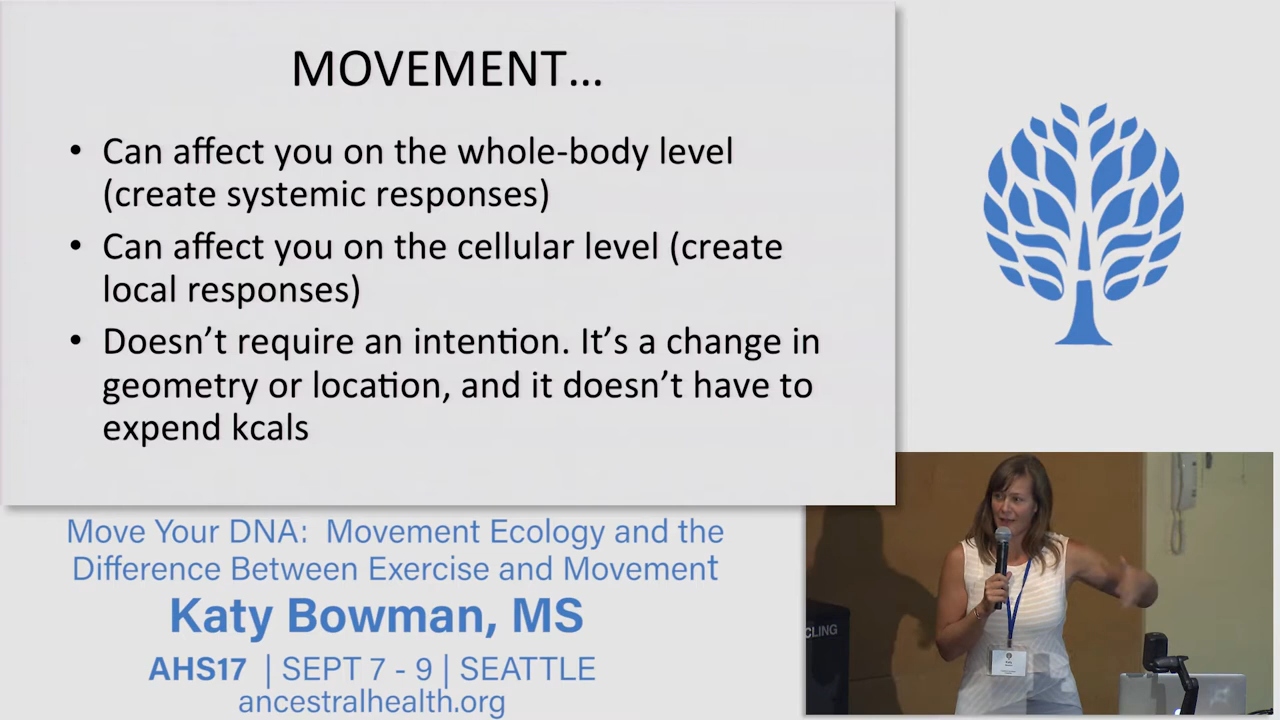 MOVEMENT…
• Can affect you on the whole-body level
(create systemic responses)
• Can affect you on the cellular level (create
local responses)
• Doesn’t require an intention. It’s a change in
geometry or location, and it doesn’t have to
expend kcals
Move Your DNA: Movement Ecology and the
Difference Between Exercise and Movement
Katy Bowman, MS
AHS17 | SEPT 7 - 9 | SEATTLE
ancestralhealth.org
CLING